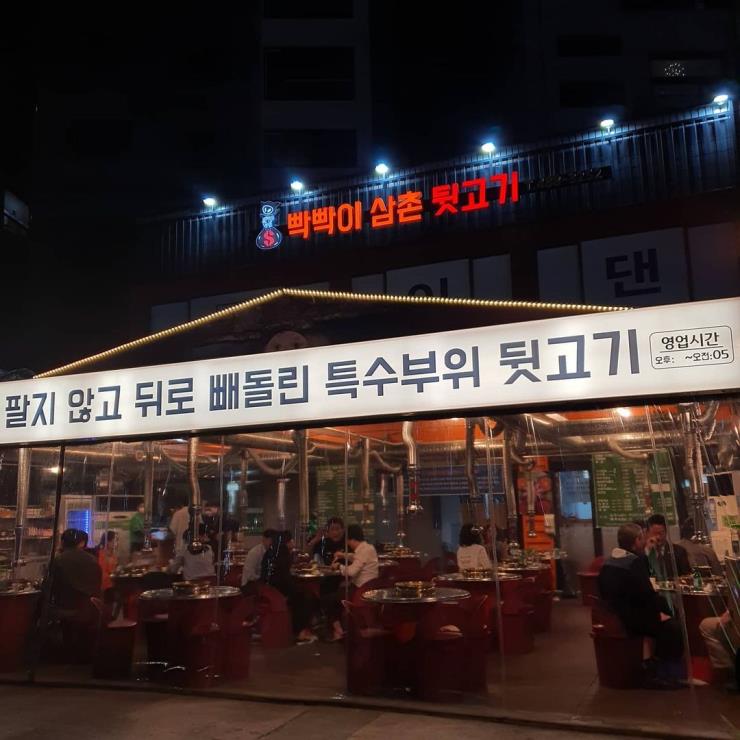 빡빡이 삼촌 뒷고기
댄
팔지 않고 뒤로 빼돌린 특수부위 뒷고기
영업시간
오후: ~오전:05